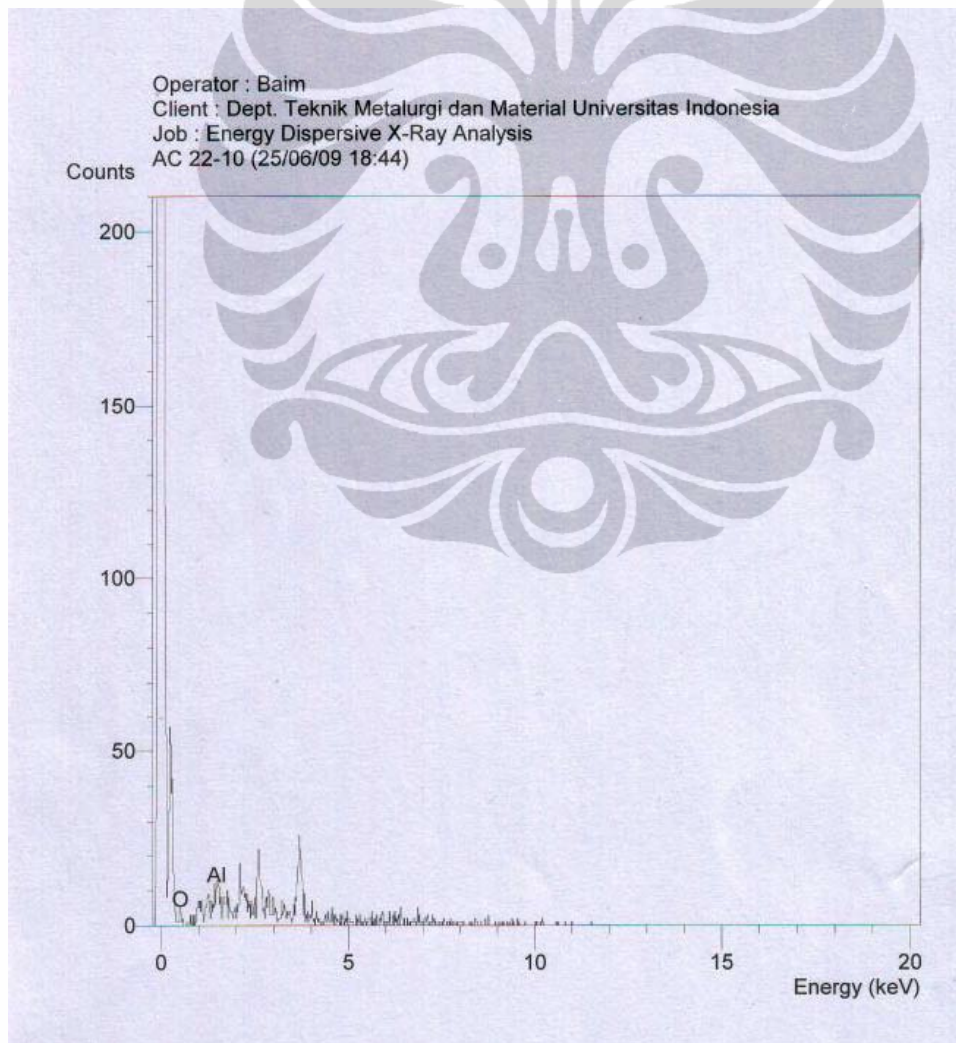 Operator : Baim
Client : Dept. Teknik Metalurgi dan Material Universitas Indonesia
Job : Energy Dispersive X-Ray Analysis
AC 22-10 (25/06/09 18:44)
Counts
200
150
100
50
0
O
Al
0 5 10 15 20
Energy (keV)